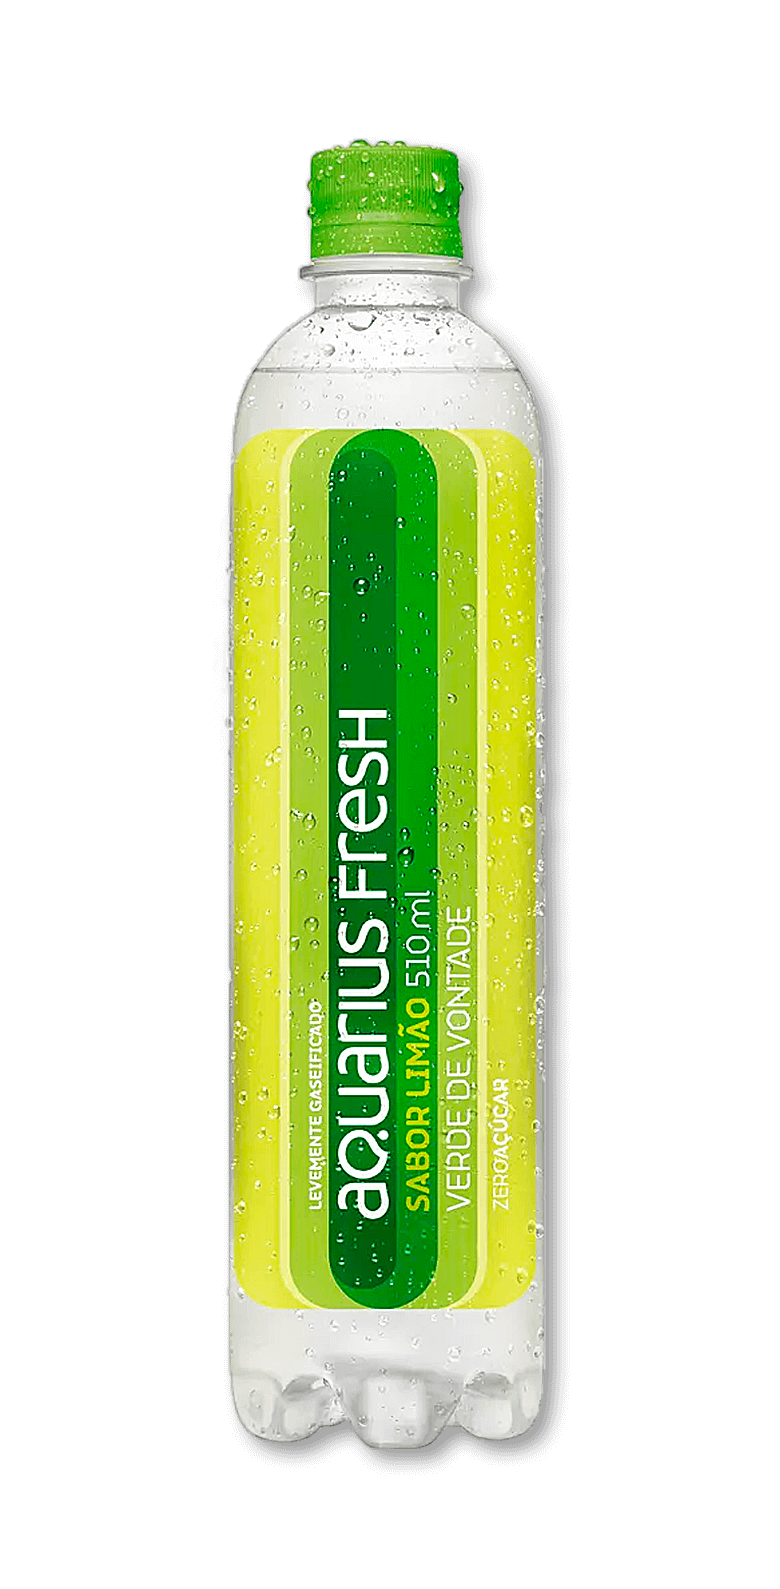 LEVEMENTE GASEIFICADO
aquarius Fresh
SABOR LIMÃO 510 ml
VERDE DE VONTADE
ZEROAÇÚCAR